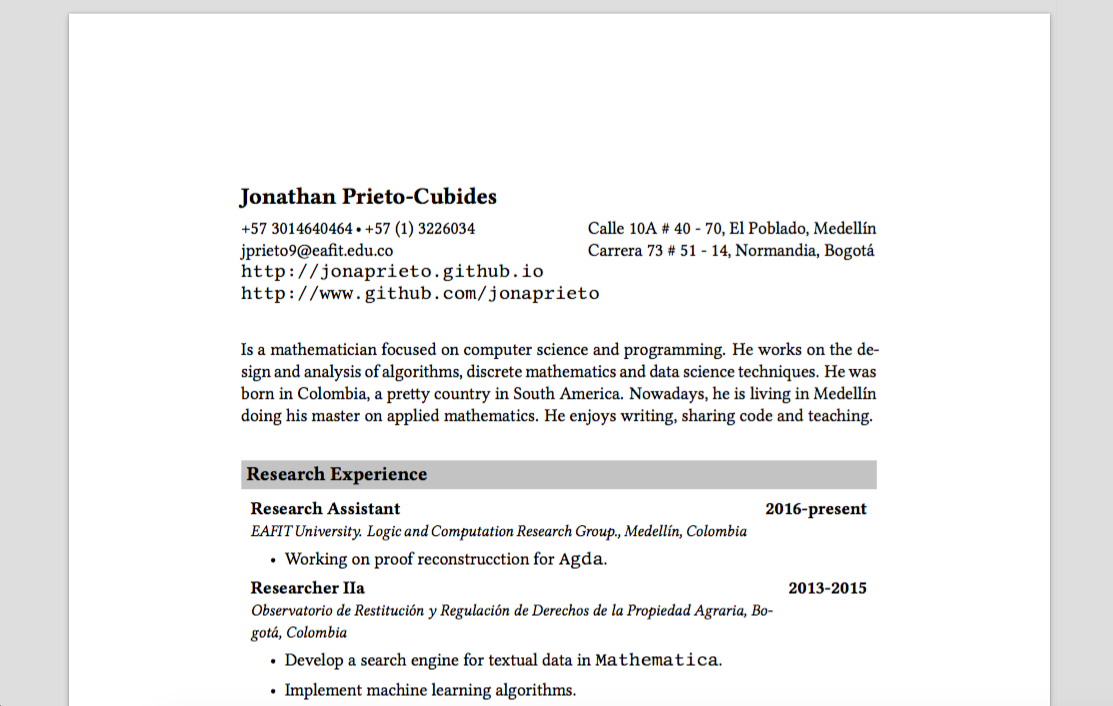 Jonathan Prieto-Cubides
+57 3014640464 • +57 (1) 3226034
Calle 10A # 40 - 70, El Poblado, Medellín
jprieto9@eafit.edu.co
Carrera 73 # 51 - 14, Normandia, Bogotá
http://jonaprieto.github.io
http://www.github.com/jonaprieto
Is a mathematician focused on computer science and programming. He works on the de-
sign and analysis of algorithms, discrete mathematics and data science techniques. He was
born in Colombia, a pretty country in South America. Nowadays, he is living in Medellín
doing his master on applied mathematics. He enjoys writing, sharing code and teaching.
Research Experience
Research Assistant 2016-present
EAFIT University. Logic and Computation Research Group., Medellín, Colombia
• Working on proof reconstrucction for Agda.
Researcher IIa 2013-2015
Observatorio de Restitución y Regulación de Derechos de la Propiedad Agraria, Bo-
gotá, Colombia
• Develop a search engine for textual data in Mathematica.
• Implement machine learning algorithms.